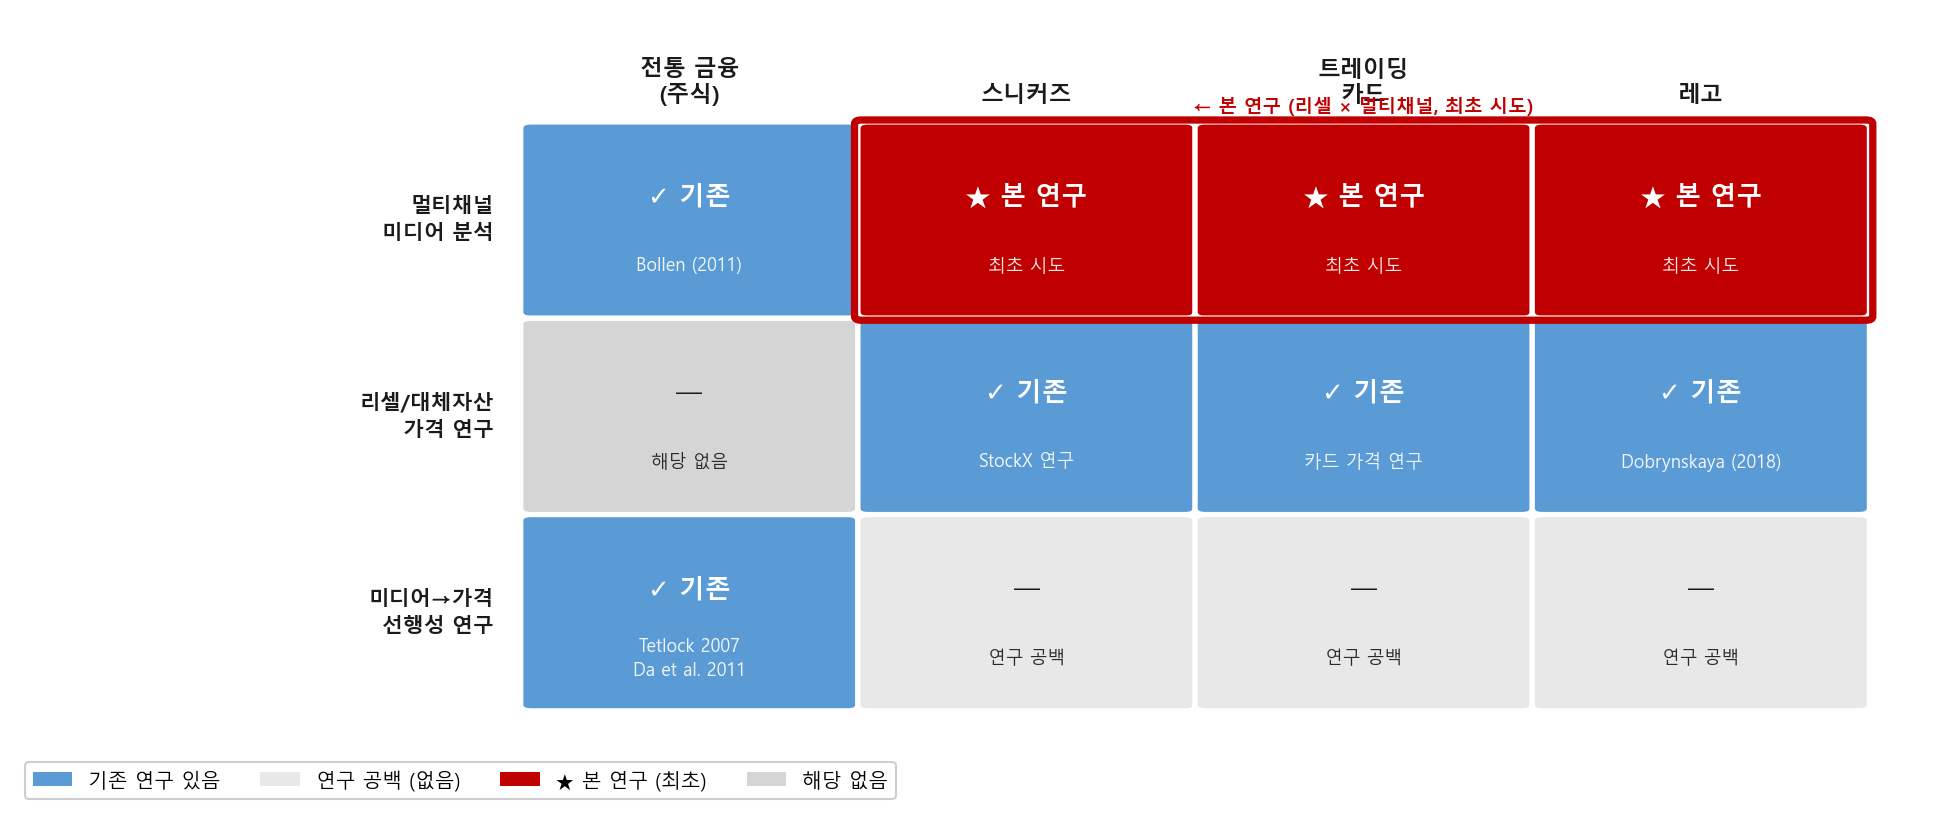 전통 금융
(주식)
스니커즈
트레이딩
카드
레고
← 본 연구 (리셀 × 멀티채널, 최초 시도)
멀티채널
미디어 분석
✓ 기존
Bollen (2011)
★ 본 연구
최초 시도
★ 본 연구
최초 시도
★ 본 연구
최초 시도
리셀/대체자산
가격 연구
—
해당 없음
✓ 기존
StockX 연구
✓ 기존
카드 가격 연구
✓ 기존
Dobrynskaya (2018)
미디어→가격
선행성 연구
✓ 기존
Tetlock 2007
Da et al. 2011
—
연구 공백
—
연구 공백
—
연구 공백
기존 연구 있음
연구 공백 (없음)
★ 본 연구 (최초)
해당 없음